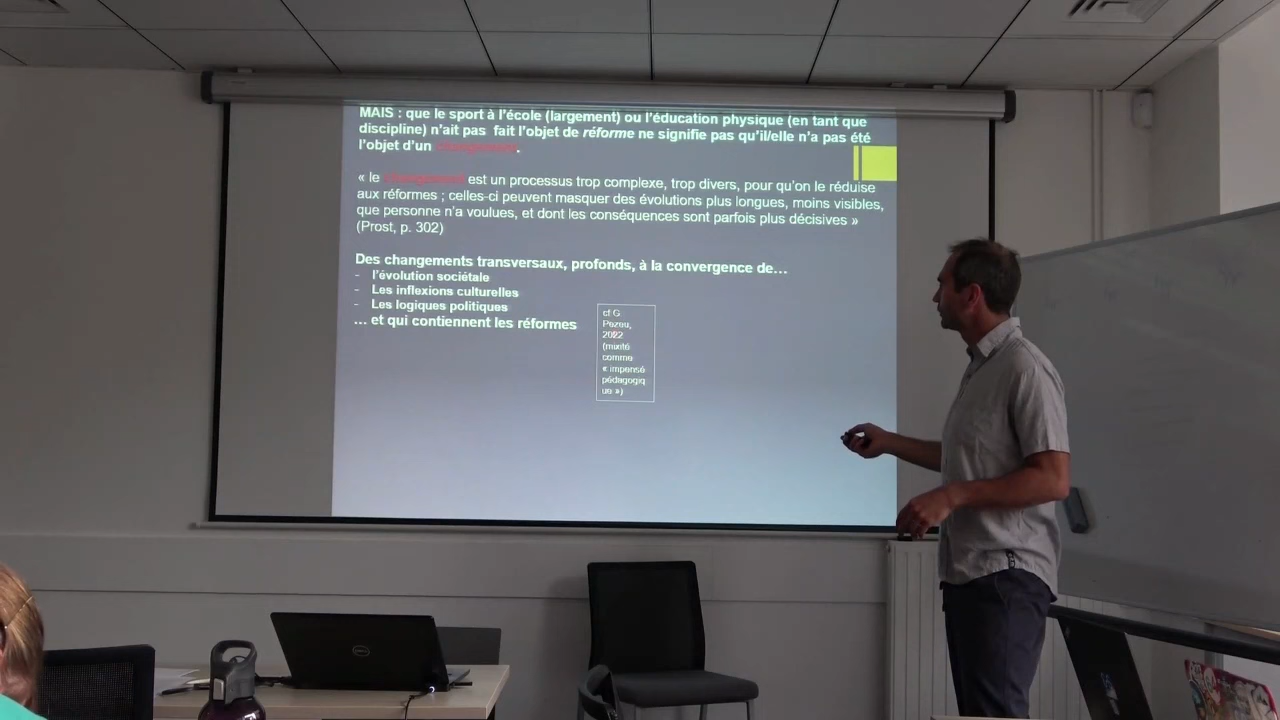 MAIS : que le sport à l'école (largement) ou l'éducation physique (en tant que
discipline) n'ait pas fait l'objet de réforme ne signifie pas qu'il/elle n'a pas été
l'objet d'un changement.
« le changement est un processus trop complexe, trop divers, pour qu'on le réduise
aux réformes ; celles-ci peuvent masquer des évolutions plus longues, moins visibles,
que personne n'a voulues, et dont les conséquences sont parfois plus décisives »
(Prost, p. 302)
Des changements transversaux, profonds, à la convergence de…
- l'évolution sociétale
- Les inflexions culturelles
- Les logiques politiques
… et qui contiennent les réformes
cf G.
Pezeu,
2022
(mixité
comme
« impensé
pédagogiq
ue »)
DELL